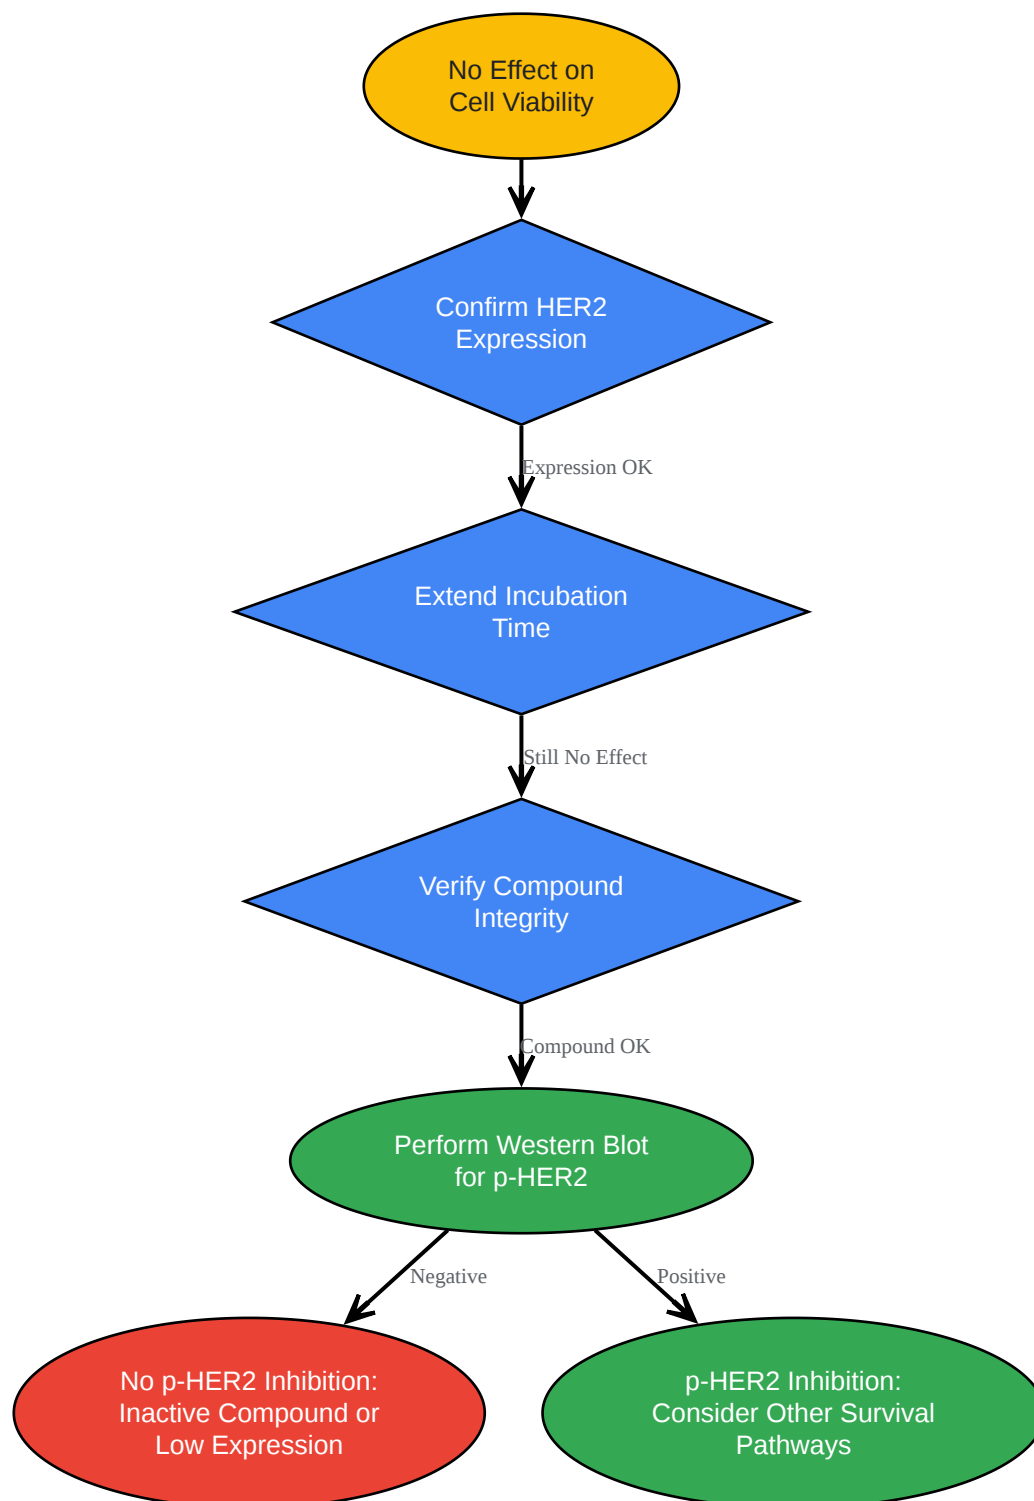 No Effect on
Cell Viability
Confirm HER2
Expression
Expression OK
Extend Incubation
Time
Still No Effect
Verify Compound
Integrity
Compound OK
Perform Western Blot
for p-HER2
Negative
Positive
No p-HER2 Inhibition:
Inactive Compound or
Low Expression
p-HER2 Inhibition:
Consider Other Survival
Pathways